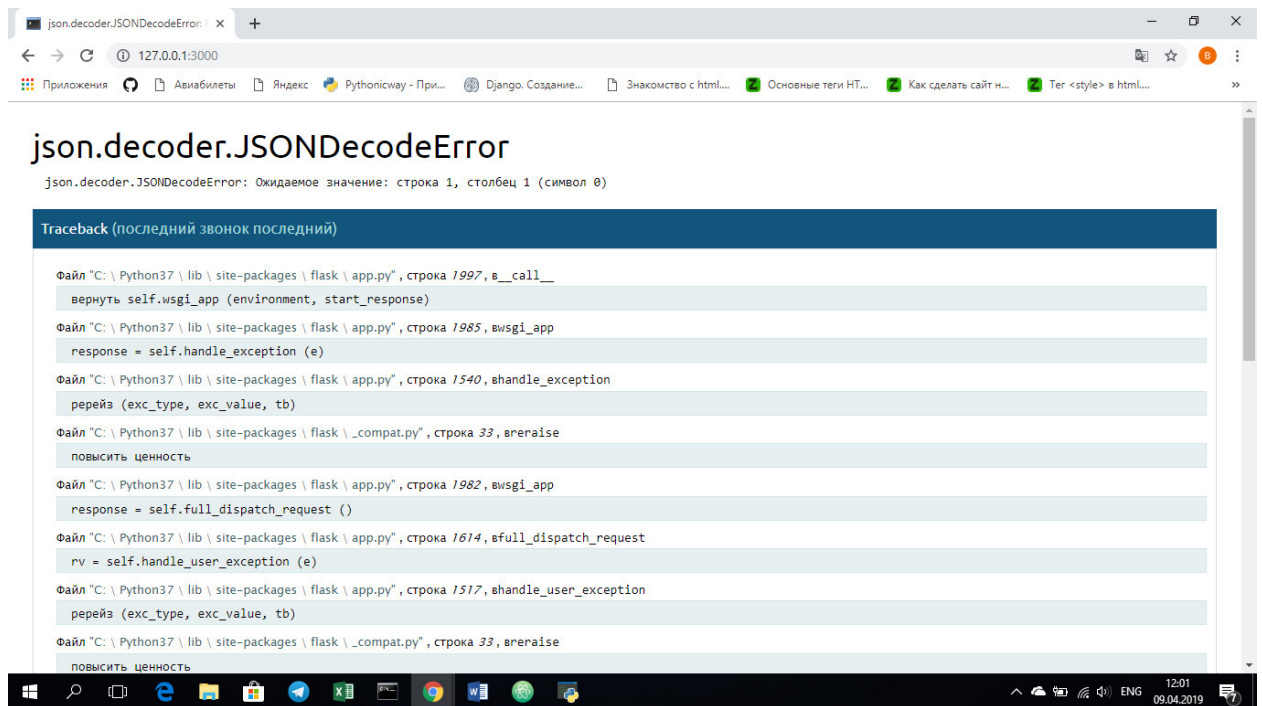 json.decoder.JSONDecodeError:
127.0.0.1:3000
B
Приложения Авиабилеты Яндекс Pythonicway - При... Django. Создание... Знакомство с html.... Основные теги HT... Как сделать сайт н... Тег <style> в html.... »
json.decoder.JSONDecodeError
json.decoder.JSONDecodeError: Ожидаемое значение: строка 1, столбец 1 (символ 0)
Traceback (последний звонок последний)
Файл "C: \ Python37 \ lib \ site-packages \ flask \ app.py" , строка 1997 , в__call__
вернуть self.wsgi_app (environment, start_response)
Файл "C: \ Python37 \ lib \ site-packages \ flask \ app.py" , строка 1985 , вwsgi_app
response = self.handle_exception (e)
Файл "C: \ Python37 \ lib \ site-packages \ flask \ app.py" , строка 1540 , вhandle_exception
ререйз (exc_type, exc_value, tb)
Файл "C: \ Python37 \ lib \ site-packages \ flask \ _compat.py" , строка 33 , вreraise
повысить ценность
Файл "C: \ Python37 \ lib \ site-packages \ flask \ app.py" , строка 1982 , вwsgi_app
response = self.full_dispatch_request ()
Файл "C: \ Python37 \ lib \ site-packages \ flask \ app.py" , строка 1614 , вfull_dispatch_request
rv = self.handle_user_exception (e)
Файл "C: \ Python37 \ lib \ site-packages \ flask \ app.py" , строка 1517 , вhandle_user_exception
ререйз (exc_type, exc_value, tb)
Файл "C: \ Python37 \ lib \ site-packages \ flask \ _compat.py" , строка 33 , вreraise
повысить ценность
ENG
12:01
09.04.2019
7